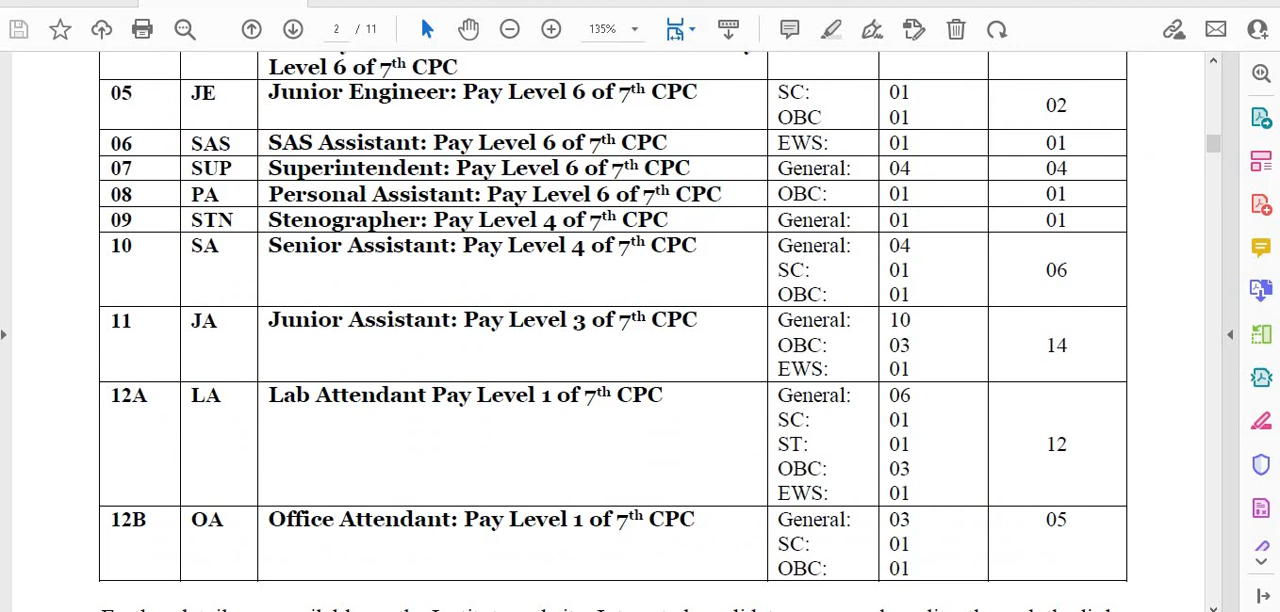 2 / 11
135%
Level 6 of 7th CPC
05 JE Junior Engineer: Pay Level 6 of 7th CPC SC: 01 02
OBC 01
06 SAS SAS Assistant: Pay Level 6 of 7th CPC EWS: 01 01
07 SUP Superintendent: Pay Level 6 of 7th CPC General: 04 04
08 PA Personal Assistant: Pay Level 6 of 7th CPC OBC: 01 01
09 STN Stenographer: Pay Level 4 of 7th CPC General: 01 01
10 SA Senior Assistant: Pay Level 4 of 7th CPC General: 04
SC: 01 06
OBC: 01
11 JA Junior Assistant: Pay Level 3 of 7th CPC General: 10
OBC: 03 14
EWS: 01
12A LA Lab Attendant Pay Level 1 of 7th CPC General: 06
SC: 01
ST: 01 12
OBC: 03
EWS: 01
12B OA Office Attendant: Pay Level 1 of 7th CPC General: 03 05
SC: 01
OBC: 01